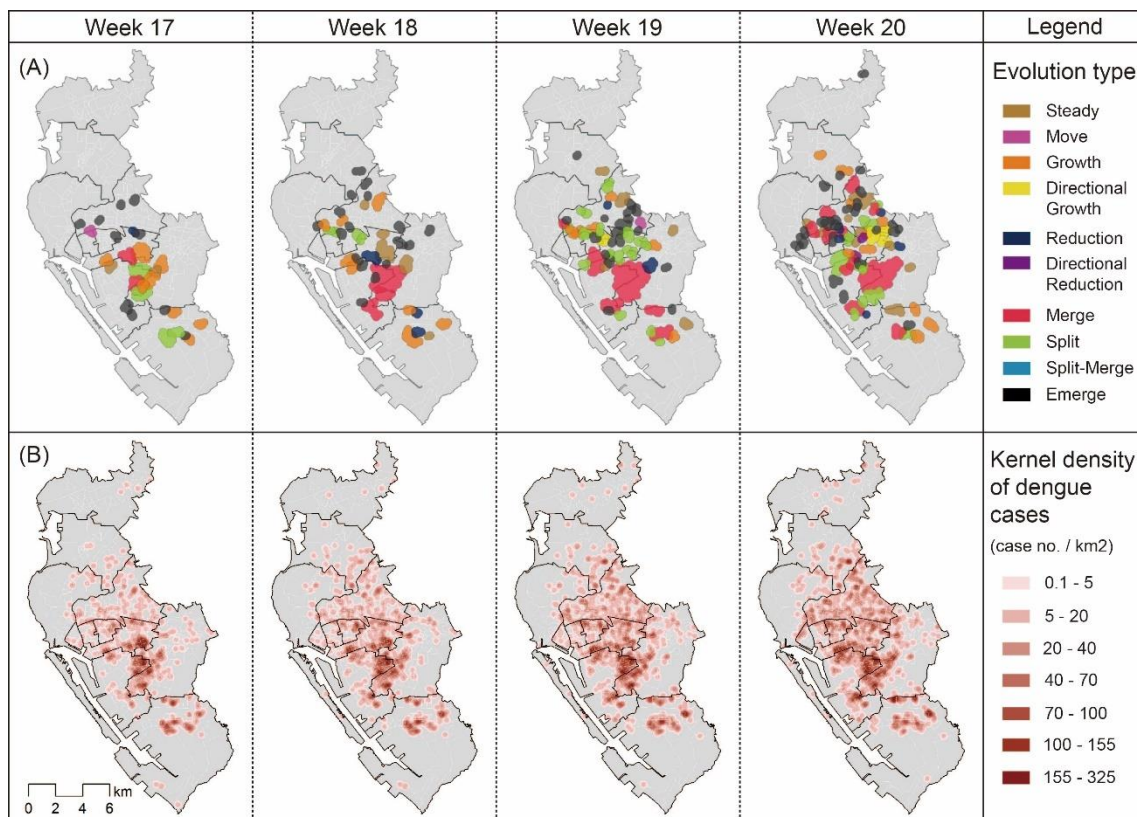 Week 17
Week 18
Week 19
Week 20
Legend
(A)
Evolution type
Steady
Move
Growth
Directional
Growth
Reduction
Directional
Reduction
Merge
Split
Split-Merge
Emerge
(B)
Kernel density
of dengue
cases
(case no. / km2)
0.1 - 5
5 - 20
20 - 40
40 - 70
70 - 100
100 - 155
155 - 325
km
0 2 4 6